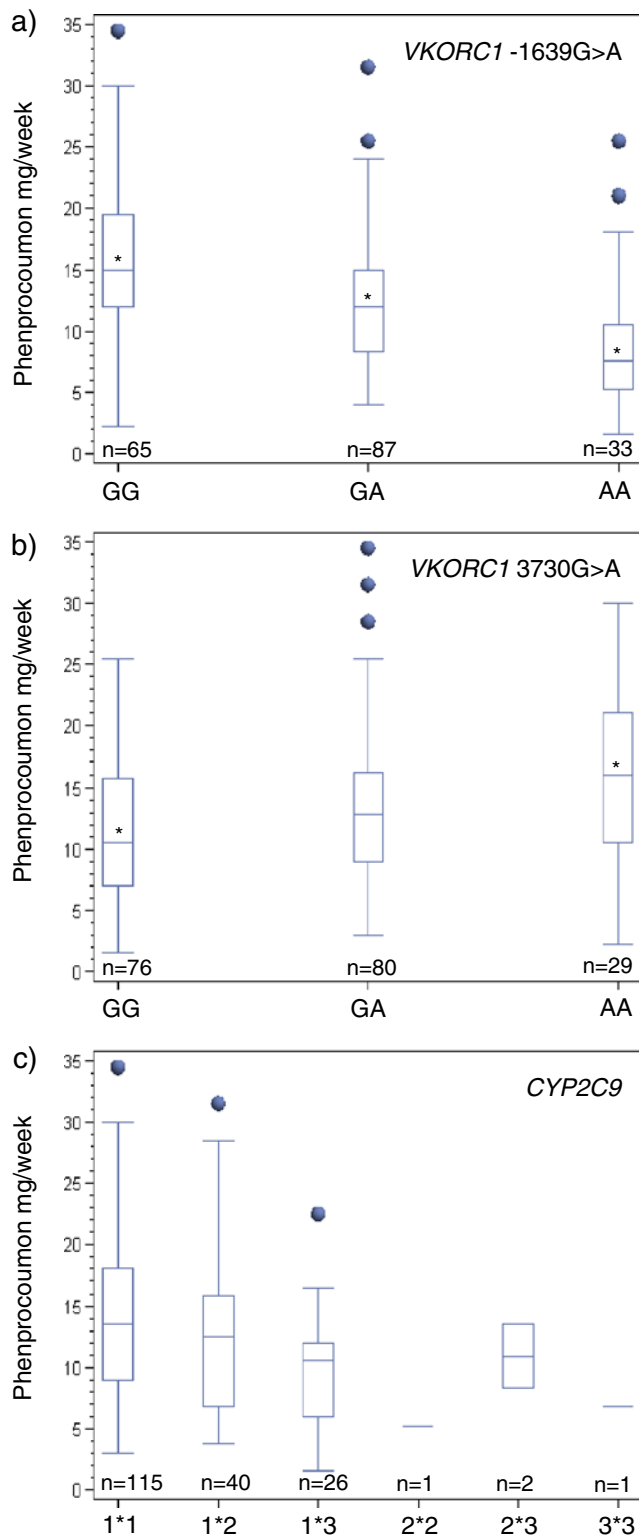 a)
VKORC1 -1639G>A
Phenprocoumon mg/week
35
30
25
20
15
10
5
0
*
*
*
n=65 n=87 n=33
GG GA AA
b)
VKORC1 3730G>A
Phenprocoumon mg/week
35
30
25
20
15
10
5
0
*
*
n=76 n=80 n=29
GG GA AA
c)
CYP2C9
Phenprocoumon mg/week
35
30
25
20
15
10
5
0
n=115 n=40 n=26 n=1 n=2 n=1
1*1 1*2 1*3 2*2 2*3 3*3